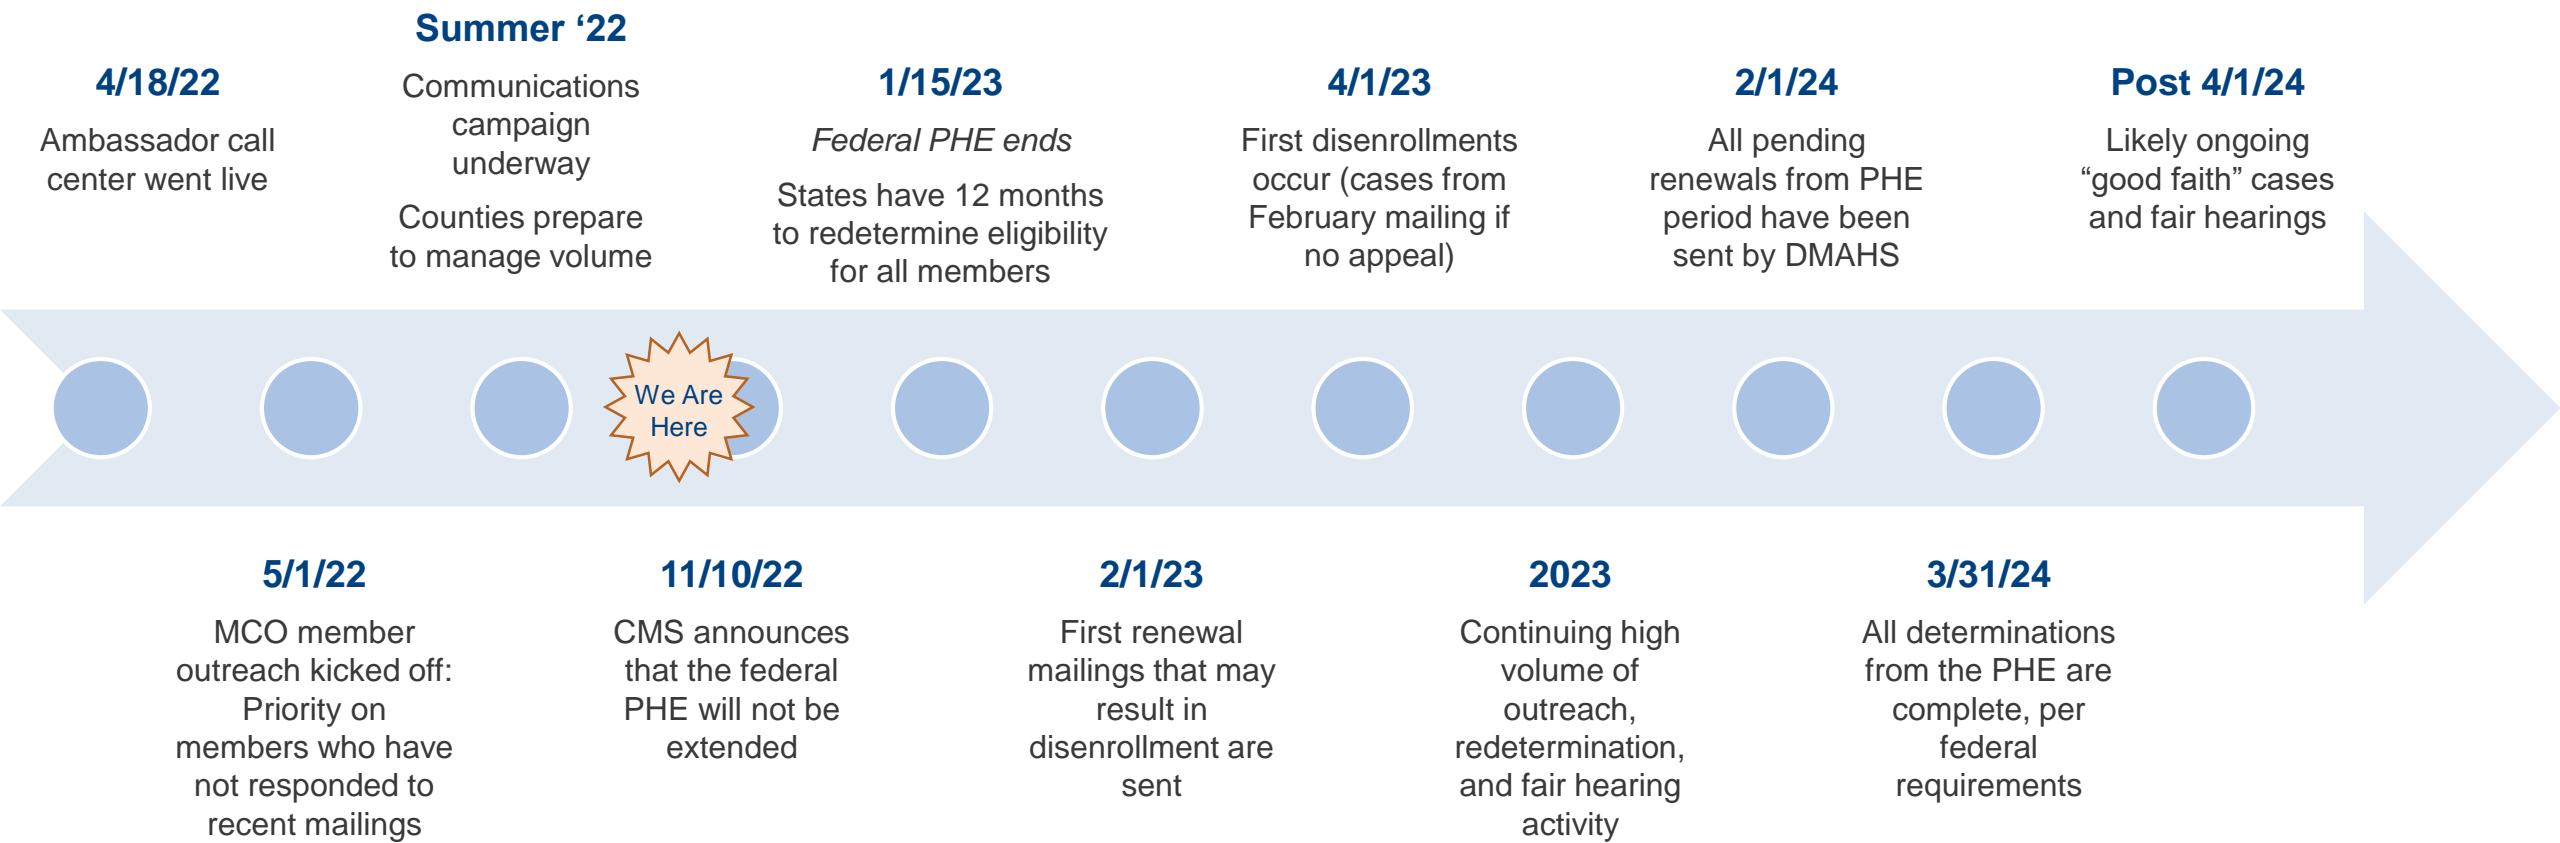 4/18/22
Ambassador call
center went live
Summer ‘22
Communications
campaign
underway
Counties prepare
to manage volume
1/15/23
Federal PHE ends
States have 12 months
to redetermine eligibility
for all members
4/1/23
First disenrollments
occur (cases from
February mailing if
no appeal)
2/1/24
All pending
renewals from PHE
period have been
sent by DMAHS
Post 4/1/24
Likely ongoing
“good faith” cases
and fair hearings
We Are
Here
5/1/22
MCO member
outreach kicked off:
Priority on
members who have
not responded to
recent mailings
11/10/22
CMS announces
that the federal
PHE will not be
extended
2/1/23
First renewal
mailings that may
result in
disenrollment are
sent
2023
Continuing high
volume of
outreach,
redetermination,
and fair hearing
activity
3/31/24
All determinations
from the PHE are
complete, per
federal
requirements